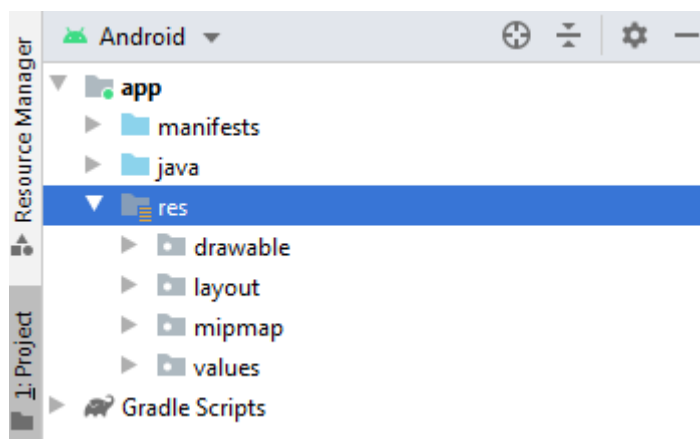 Android
app
manifests
java
res
drawable
layout
mipmap
values
Gradle Scripts
Resource Manager
1: Project